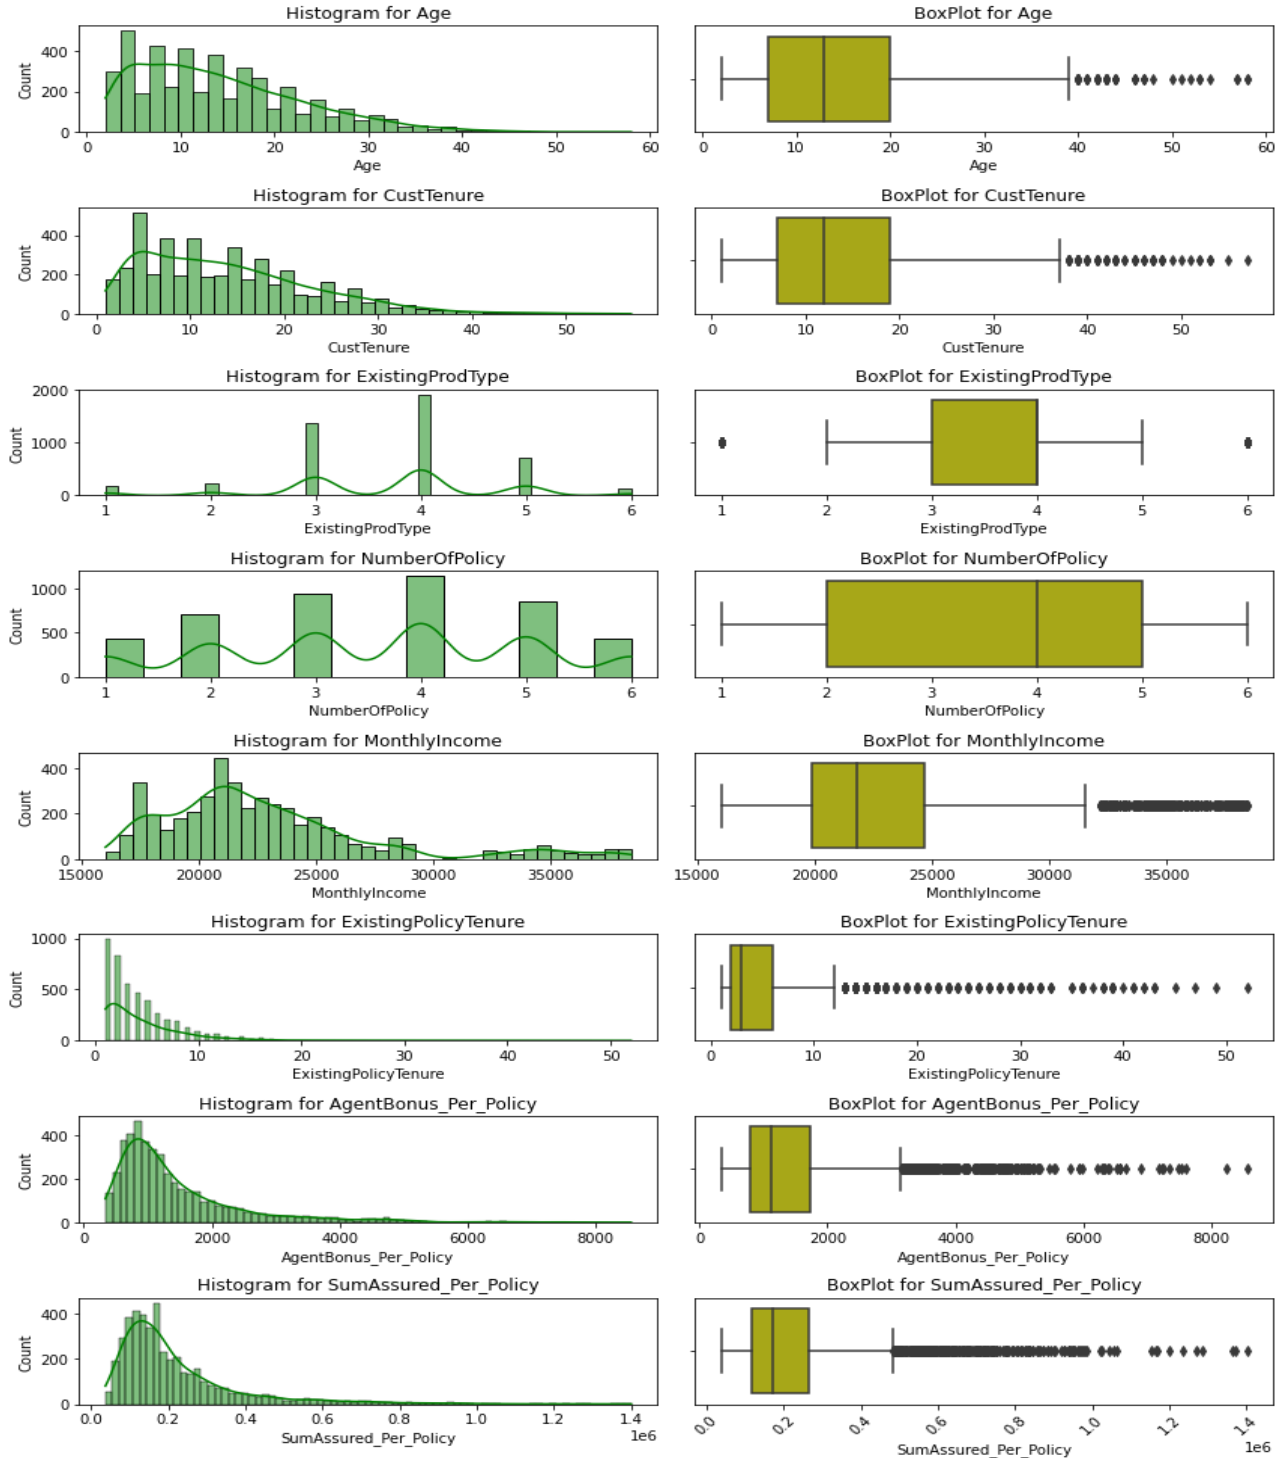 Histogram for Age
BoxPlot for Age
Count
400
200
0
0 10 20 30 40 50 60
Age
0 10 20 30 40 50 60
Age
Histogram for CustTenure
BoxPlot for CustTenure
Count
400
200
0
0 10 20 30 40 50
CustTenure
0 10 20 30 40 50
CustTenure
Histogram for ExistingProdType
BoxPlot for ExistingProdType
Count
2000
1000
0
1 2 3 4 5 6
ExistingProdType
1 2 3 4 5 6
ExistingProdType
Histogram for NumberOfPolicy
BoxPlot for NumberOfPolicy
Count
1000
500
0
1 2 3 4 5 6
NumberOfPolicy
1 2 3 4 5 6
NumberOfPolicy
Histogram for MonthlyIncome
BoxPlot for MonthlyIncome
Count
400
200
0
15000 20000 25000 30000 35000
MonthlyIncome
15000 20000 25000 30000 35000
MonthlyIncome
Histogram for ExistingPolicyTenure
BoxPlot for ExistingPolicyTenure
Count
1000
500
0
0 10 20 30 40 50
ExistingPolicyTenure
0 10 20 30 40 50
ExistingPolicyTenure
Histogram for AgentBonus_Per_Policy
BoxPlot for AgentBonus_Per_Policy
Count
400
200
0
0 2000 4000 6000 8000
AgentBonus_Per_Policy
0 2000 4000 6000 8000
AgentBonus_Per_Policy
Histogram for SumAssured_Per_Policy
BoxPlot for SumAssured_Per_Policy
Count
400
200
0
0.0 0.2 0.4 0.6 0.8 1.0 1.2 1.4
1e6
SumAssured_Per_Policy
0.0 0.2 0.4 0.6 0.8 1.0 1.2 1.4
1e6
SumAssured_Per_Policy